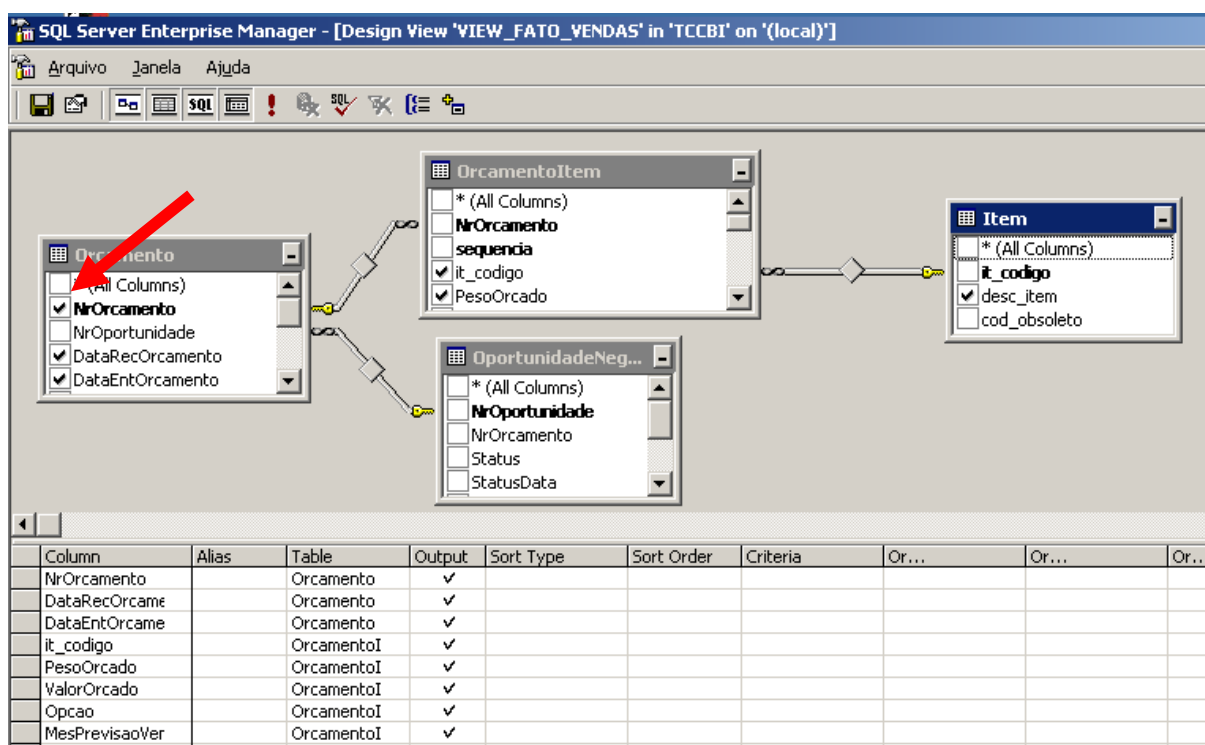 SQL Server Enterprise Manager - [Design View 'VIEW_FATO_VENDAS' in 'TCCBI' on '(local)']
Arquivo Janela Ajuda
SQL SQL
OrcamentoItem
* (All Columns)
NrOrcamento
sequencia
it_codigo
PesoOrcado
Item
* (All Columns)
it_codigo
desc_item
cod_obsoleto
Orcamento
* (All Columns)
NrOrcamento
NrOportunidade
DataRecOrcamento
DataEntOrcamento
OportunidadeNeg...
* (All Columns)
NrOportunidade
NrOrcamento
Status
StatusData
Column Alias Table Output Sort Type Sort Order Criteria Or... Or... Or..
NrOrcamento Orcamento
DataRecOrcame Orcamento
DataEntOrcame Orcamento
it_codigo OrcamentoI
PesoOrcado OrcamentoI
ValorOrcado OrcamentoI
Opcao OrcamentoI
MesPrevisaoVer OrcamentoI